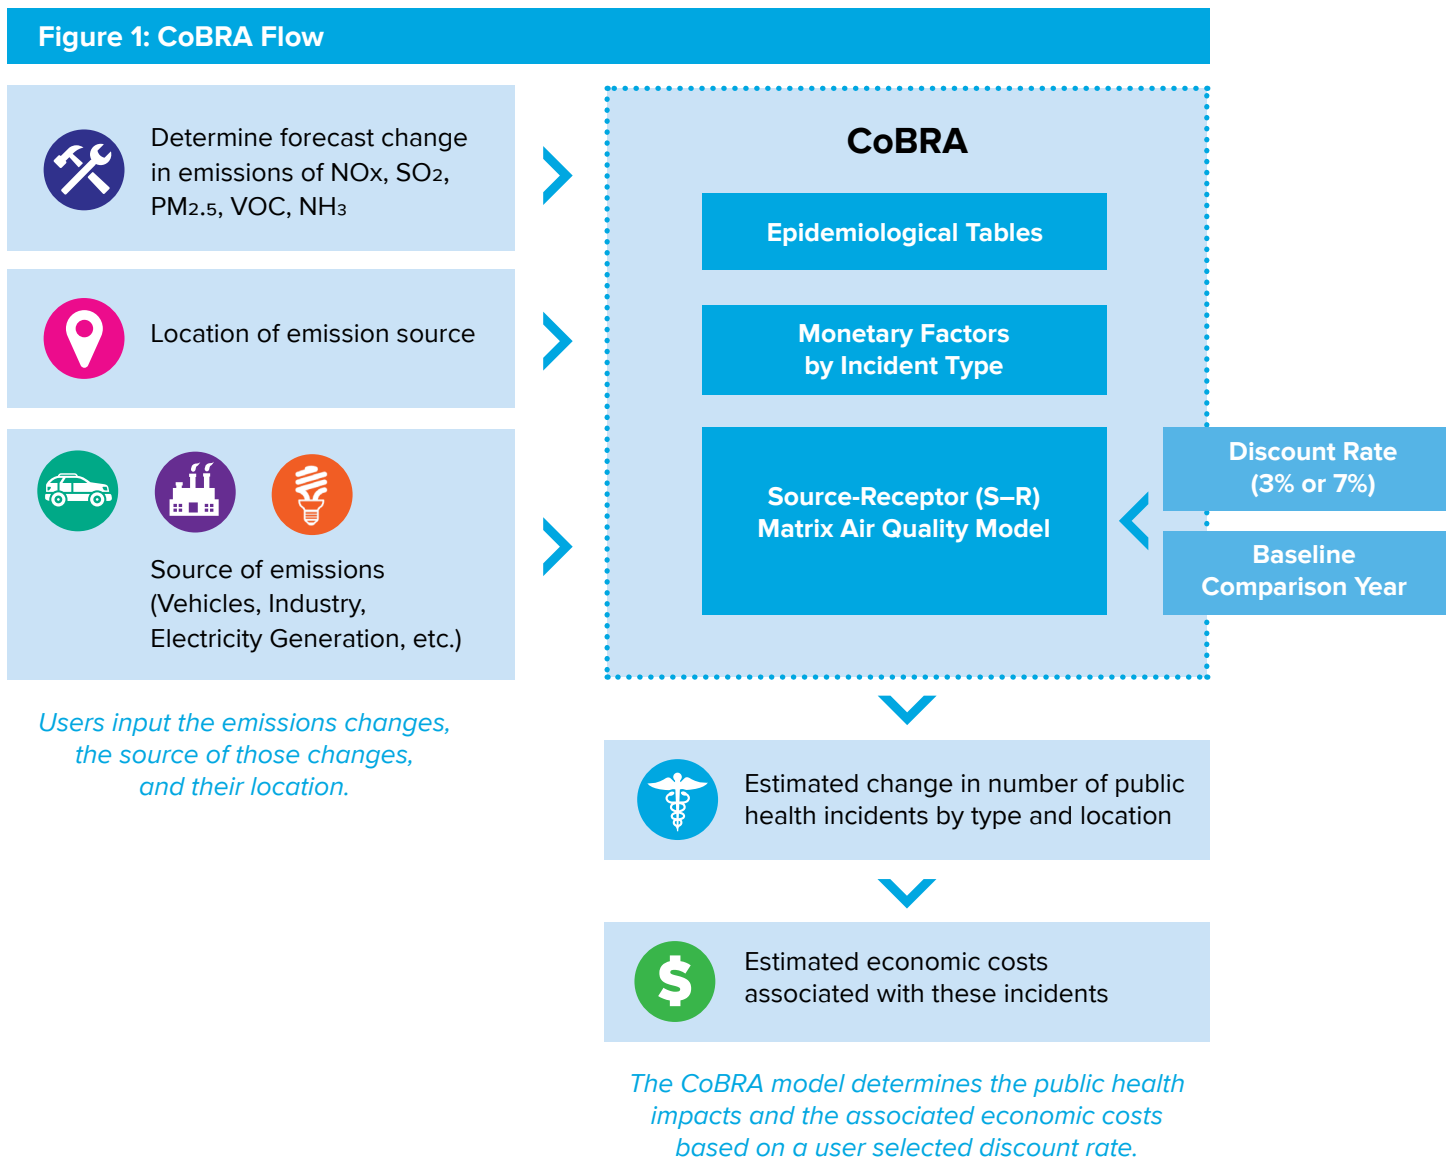 Figure 1: CoBRA Flow
Determine forecast change
in emissions of NOx, SO₂,
PM₂.₅, VOC, NH₃
Location of emission source
Source of emissions
(Vehicles, Industry,
Electricity Generation, etc.)
Users input the emissions changes,
the source of those changes,
and their location.
CoBRA
Epidemiological Tables
Monetary Factors
by Incident Type
Source-Receptor (S–R)
Matrix Air Quality Model
Discount Rate
(3% or 7%)
Baseline
Comparison Year
Estimated change in number of public
health incidents by type and location
$
Estimated economic costs
associated with these incidents
The CoBRA model determines the public health
impacts and the associated economic costs
based on a user selected discount rate.